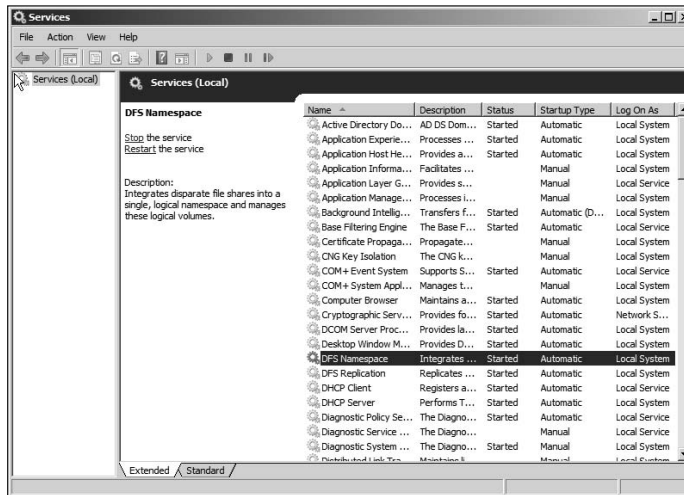 Services
File Action View Help
Services (Local)
Services (Local)
DFS Namespace
Stop the service
Restart the service
Description:
Integrates disparate file shares into a
single, logical namespace and manages
these logical volumes.
Name Description Status Startup Type Log On As
Active Directory Do... AD DS Dom... Started Automatic Local System
Application Experie... Processes ... Started Automatic Local System
Application Host He... Provides a... Started Automatic Local System
Application Informa... Facilitates ... Manual Local System
Application Layer G... Provides s... Manual Local Service
Application Manage... Processes i... Manual Local System
Background Intellig... Transfers f... Started Automatic (D... Local System
Base Filtering Engine The Base F... Started Automatic Local Service
Certificate Propaga... Propagate... Manual Local System
CNG Key Isolation The CNG k... Manual Local System
COM+ Event System Supports S... Started Automatic Local Service
COM+ System Appl... Manages t... Manual Local System
Computer Browser Maintains a... Started Automatic Local System
Cryptographic Serv... Provides fo... Started Automatic Network S...
DCOM Server Proc... Provides la... Started Automatic Local System
Desktop Window M... Provides D... Started Automatic Local System
DFS Namespace Integrates ... Started Automatic Local System
DFS Replication Replicates ... Started Automatic Local System
DHCP Client Registers a... Started Automatic Local Service
DHCP Server Performs T... Started Automatic Local System
Diagnostic Policy Se... The Diagno... Started Automatic Local Service
Diagnostic Service ... The Diagno... Manual Local Service
Diagnostic System ... The Diagno... Started Manual Local System
Distributed Link Tra... Maintains li... Manual Local System
Extended Standard